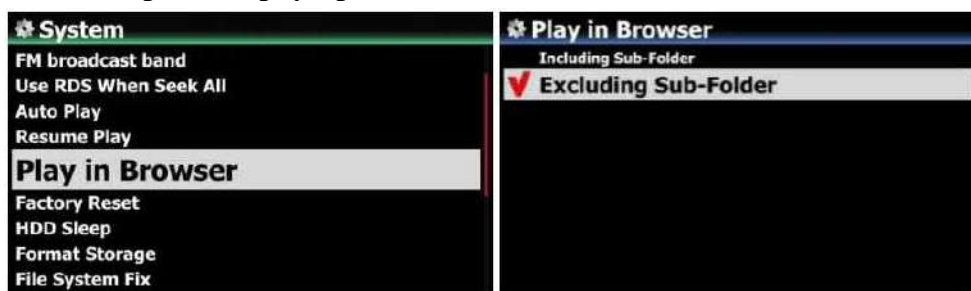 System
FM broadcast band
Use RDS When Seek All
Auto Play
Resume Play
Play in Browser
Factory Reset
HDD Sleep
Format Storage
File System Fix
Play in Browser
Including Sub-Folder
Excluding Sub-Folder